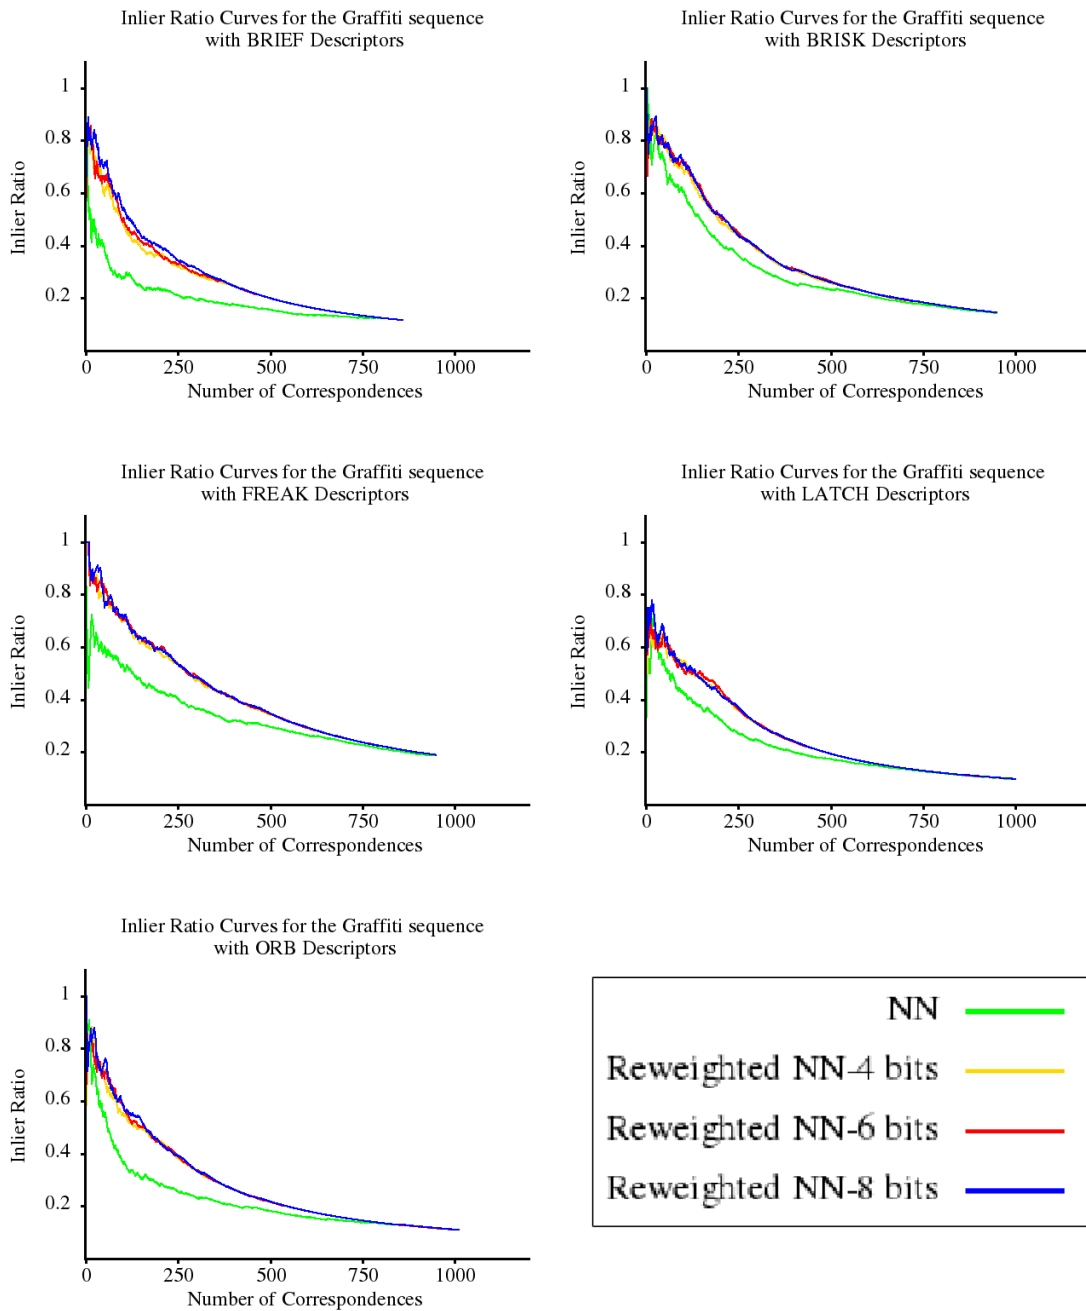 Inlier Ratio Curves for the Graffiti sequence
with BRIEF Descriptors
1
0.8
0.6
0.4
0.2
Inlier Ratio
0 250 500 750 1000
Number of Correspondences
Inlier Ratio Curves for the Graffiti sequence
with BRISK Descriptors
1
0.8
0.6
0.4
0.2
Inlier Ratio
0 250 500 750 1000
Number of Correspondences
Inlier Ratio Curves for the Graffiti sequence
with FREAK Descriptors
1
0.8
0.6
0.4
0.2
Inlier Ratio
0 250 500 750 1000
Number of Correspondences
Inlier Ratio Curves for the Graffiti sequence
with LATCH Descriptors
1
0.8
0.6
0.4
0.2
Inlier Ratio
0 250 500 750 1000
Number of Correspondences
Inlier Ratio Curves for the Graffiti sequence
with ORB Descriptors
1
0.8
0.6
0.4
0.2
Inlier Ratio
0 250 500 750 1000
Number of Correspondences
NN
Reweighted NN-4 bits
Reweighted NN-6 bits
Reweighted NN-8 bits